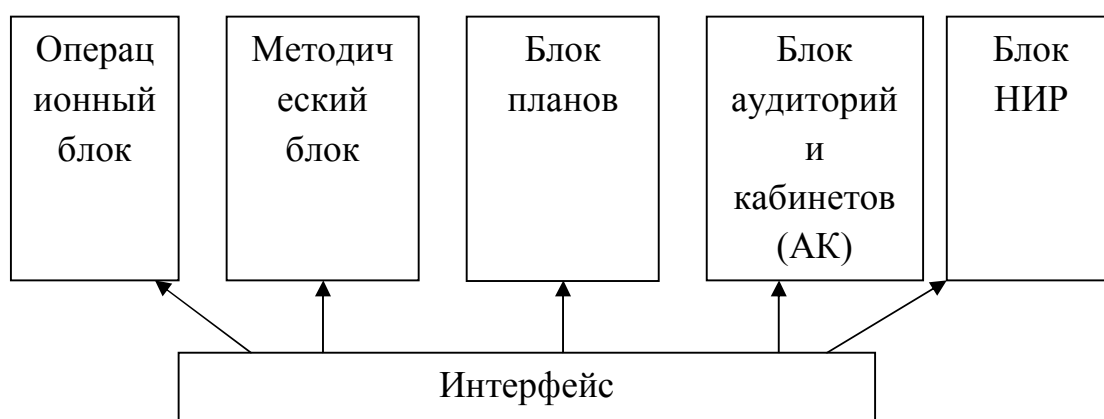 Операц
ионный
блок
Методич
еский
блок
Блок
планов
Блок
аудиторий
и
кабинетов
(АК)
Блок
НИР
Интерфейс